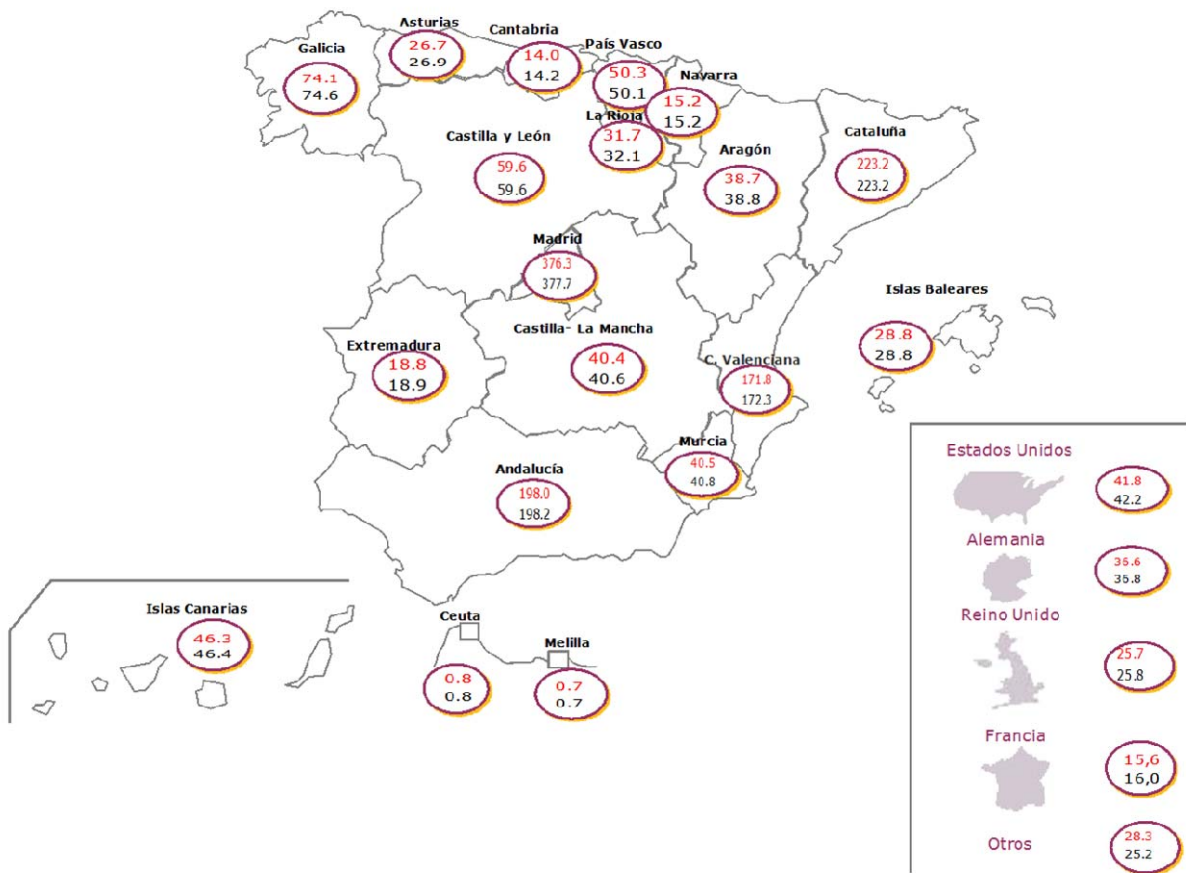 Asturias
26.7
26.9
Cantabria
14.0
14.2
Galicia
74.1
74.6
País Vasco
50.3
50.1
Navarra
15.2
15.2
La Rioja
31.7
32.1
Castilla y León
59.6
59.6
Aragón
38.7
38.8
Cataluña
223.2
223.2
Madrid
376.3
377.7
Islas Baleares
28.8
28.8
Castilla- La Mancha
40.4
40.6
Extremadura
18.8
18.9
C. Valenciana
171.8
172.3
Murcia
40.5
40.8
Andalucía
198.0
198.2
Islas Canarias
46.3
46.4
Ceuta
0.8
0.8
Melilla
0.7
0.7
Estados Unidos
41.8
42.2
Alemania
36.6
36.8
Reino Unido
25.7
25.8
Francia
15,6
16,0
Otros
28.3
25.2